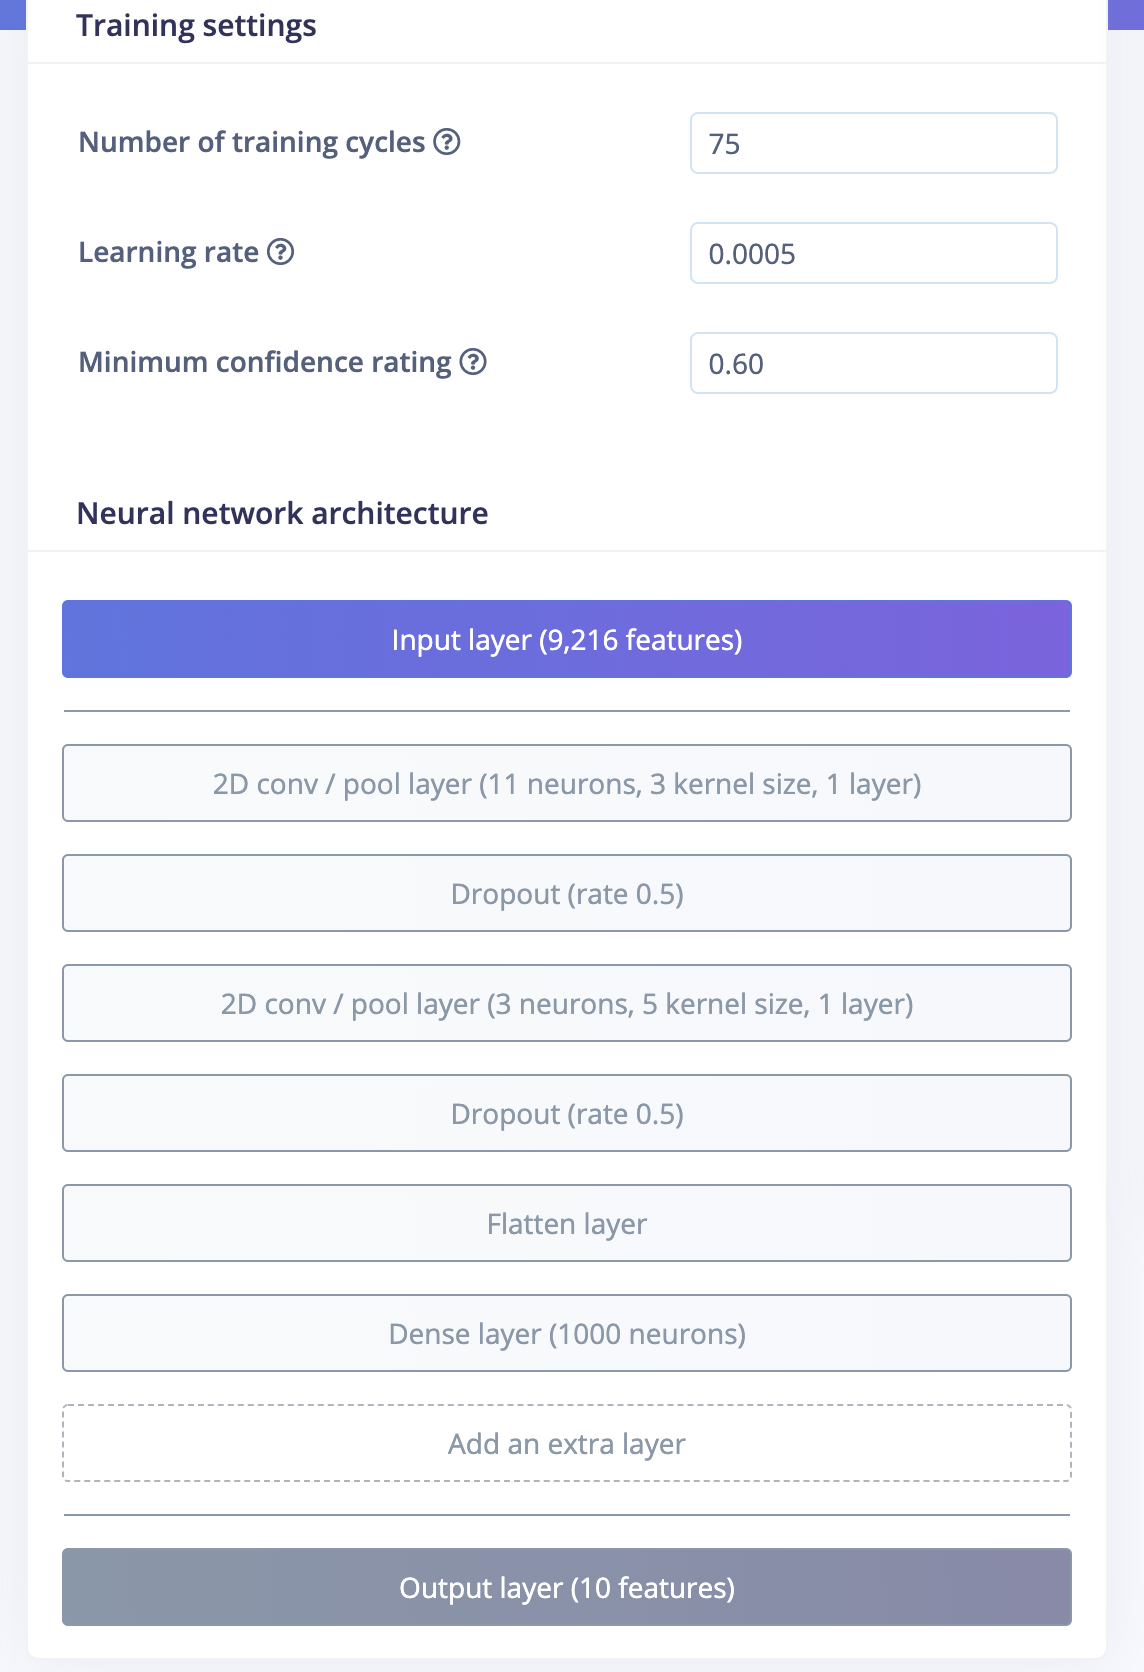 Training settings
Number of training cycles
75
Learning rate
0.0005
Minimum confidence rating
0.60
Neural network architecture
Input layer (9,216 features)
2D conv / pool layer (11 neurons, 3 kernel size, 1 layer)
Dropout (rate 0.5)
2D conv / pool layer (3 neurons, 5 kernel size, 1 layer)
Dropout (rate 0.5)
Flatten layer
Dense layer (1000 neurons)
Add an extra layer
Output layer (10 features)